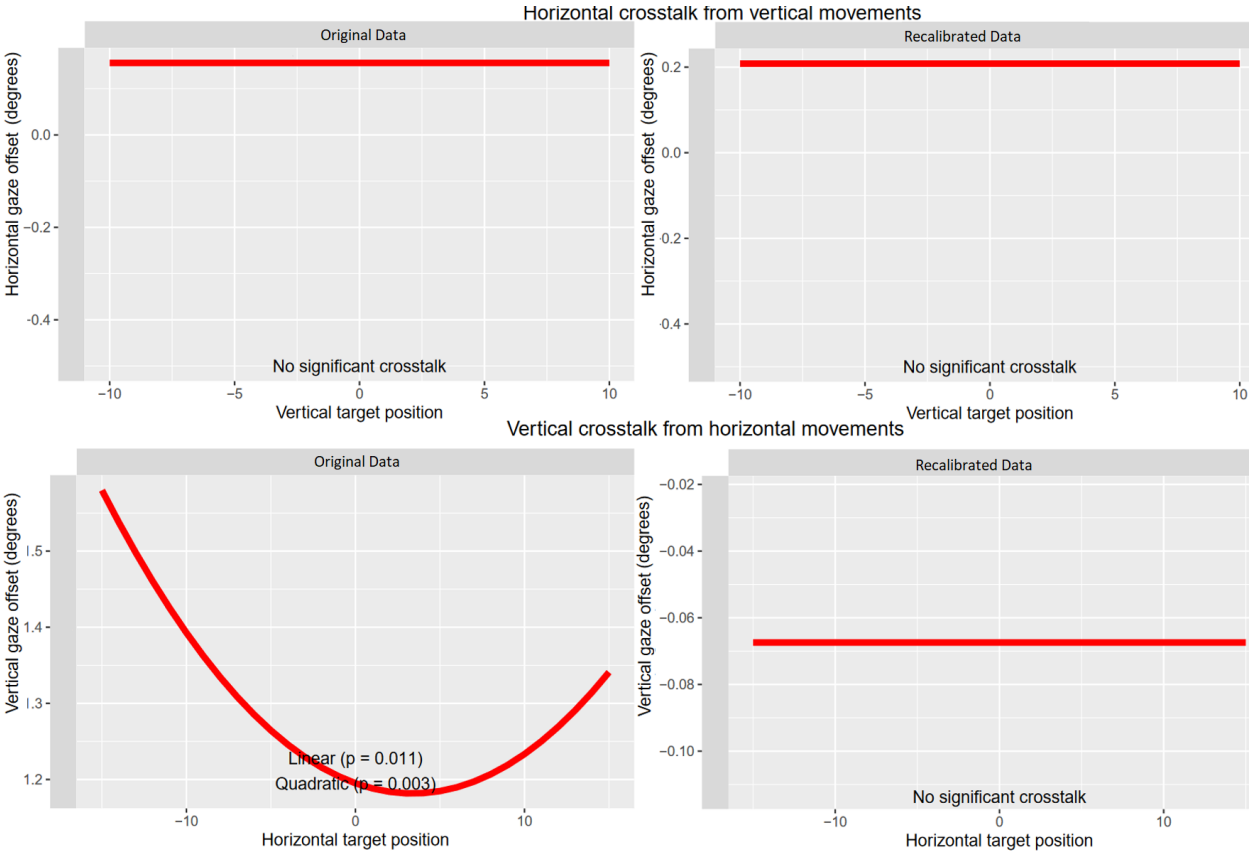 Horizontal crosstalk from vertical movements
Original Data
Horizontal gaze offset (degrees)
0.0
−0.2
-0.4
No significant crosstalk
−10 −5 0 5 10
Vertical target position
Recalibrated Data
Horizontal gaze offset (degrees)
0.2
0.0
0.2
0.4
No significant crosstalk
−10 −5 0 5 10
Vertical target position
Vertical crosstalk from horizontal movements
Original Data
Vertical gaze offset (degrees)
.5
.4
.3
.2
Linear (p = 0.011)
Quadratic (p = 0.003)
−10 0 10
Horizontal target position
Recalibrated Data
Vertical gaze offset (degrees)
−0.02
−0.04
−0.06
−0.08
−0.10
No significant crosstalk
−10 0 10
Horizontal target position